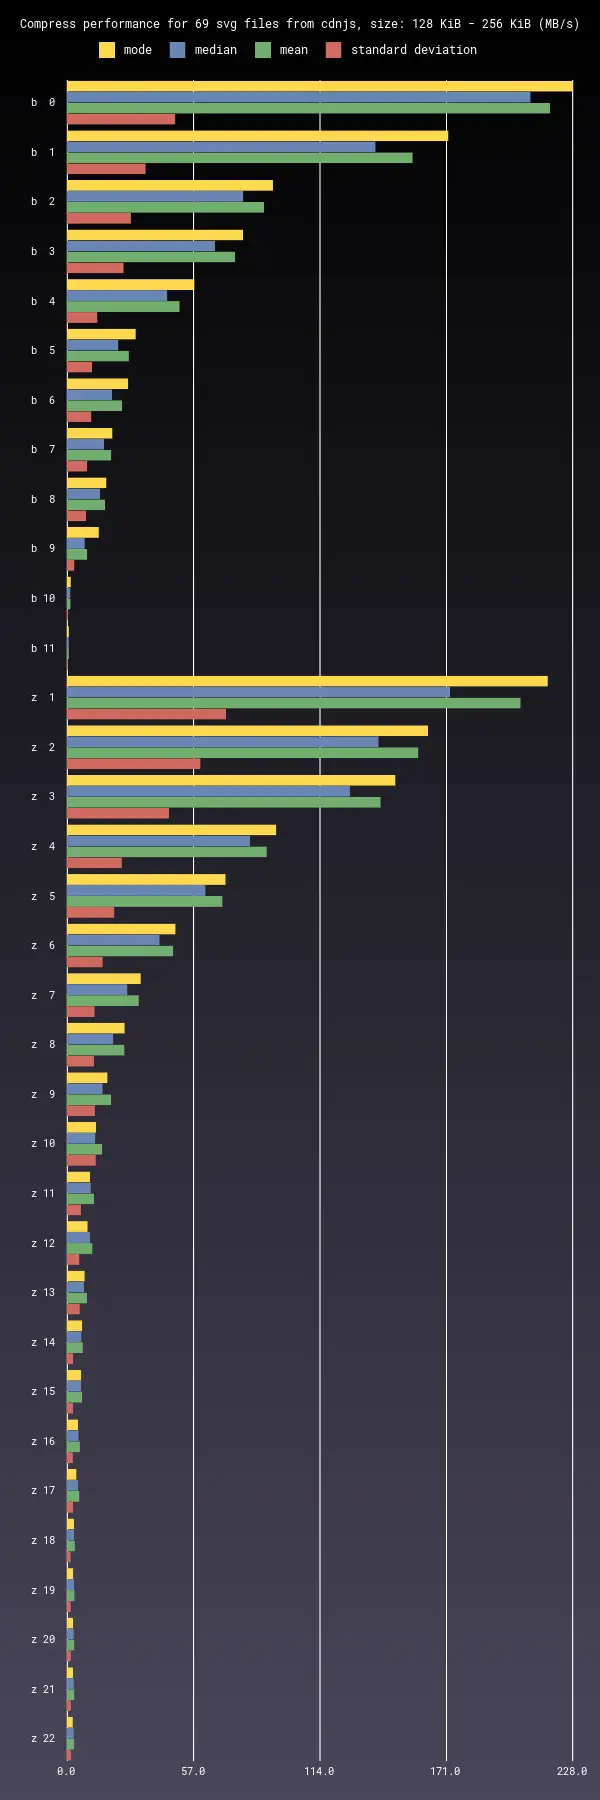 Compress performance for 69 svg files from cdnjs, size: 128 KiB - 256 KiB (MB/s)
mode median mean standard deviation
b 0
b 1
b 2
b 3
b 4
b 5
b 6
b 7
b 8
b 9
b 10
b 11
z 1
z 2
z 3
z 4
z 5
z 6
z 7
z 8
z 9
z 10
z 11
z 12
z 13
z 14
z 15
z 16
z 17
z 18
z 19
z 20
z 21
z 22
0.0 57.0 114.0 171.0 228.0